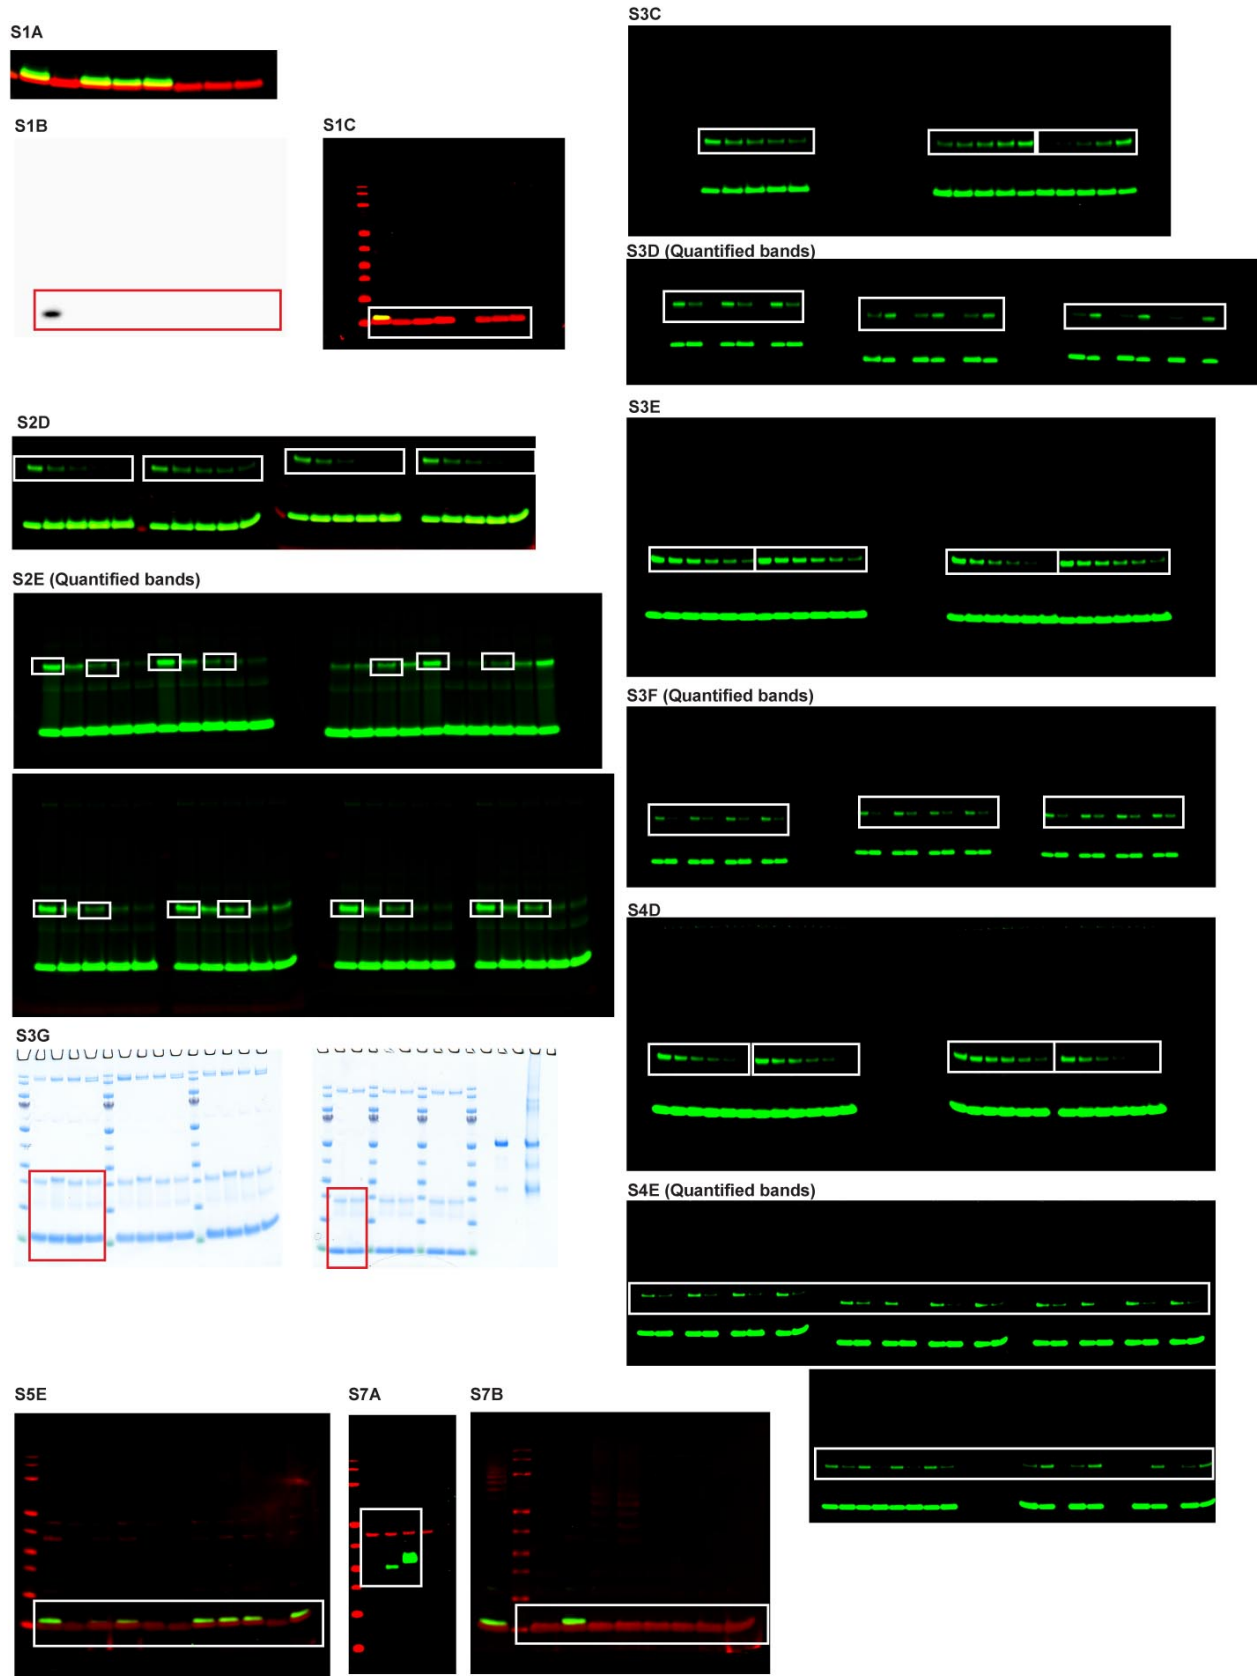 S1A
S1B
S1C
S2D
S2E (Quantified bands)
S3G
S5E
S7A
S7B
S3C
S3D (Quantified bands)
S3E
S3F (Quantified bands)
S4D
S4E (Quantified bands)